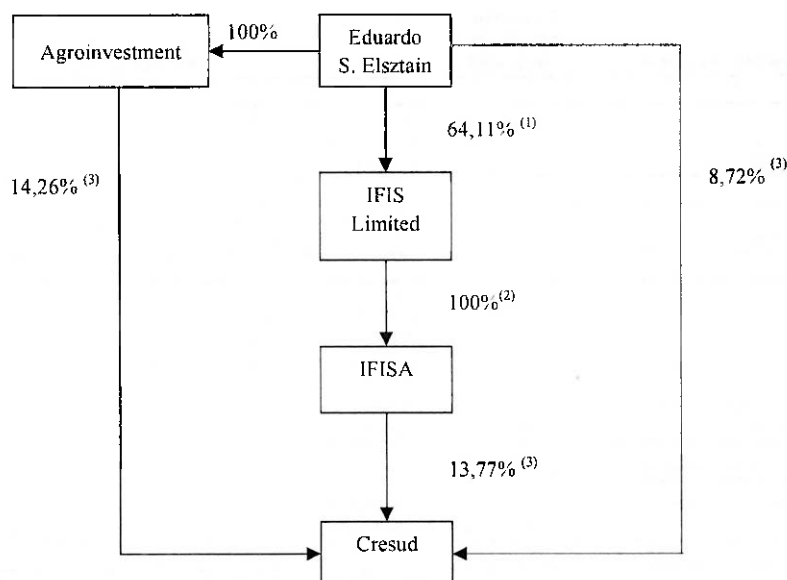 Agroinvestment
100%
Eduardo
S. Elsztain
64,11% (1)
14,26% (3)
8,72% (3)
IFIS
Limited
100%(2)
IFISA
13,77% (3)
Cresud